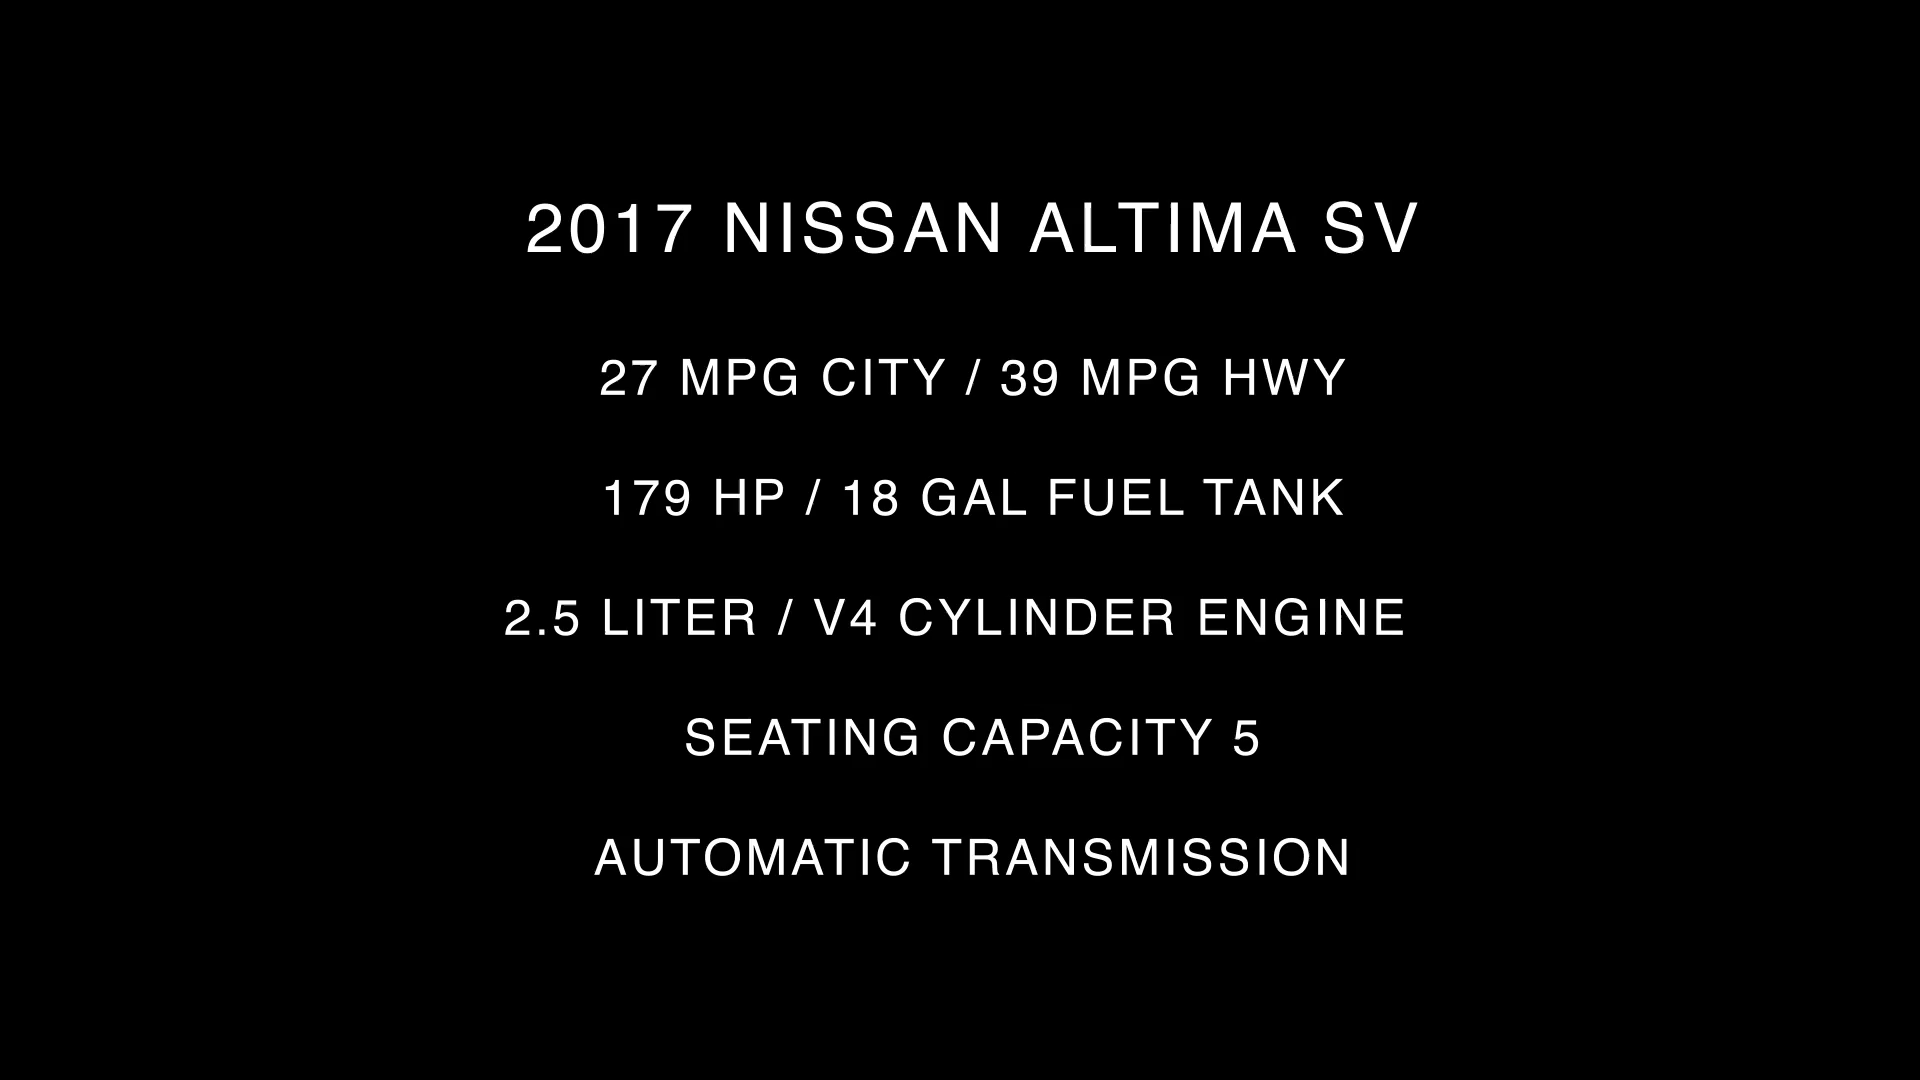 2017 NISSAN ALTIMA SV
27 MPG CITY / 39 MPG HWY
179 HP / 18 GAL FUEL TANK
2.5 LITER / V4 CYLINDER ENGINE
SEATING CAPACITY 5
AUTOMATIC TRANSMISSION